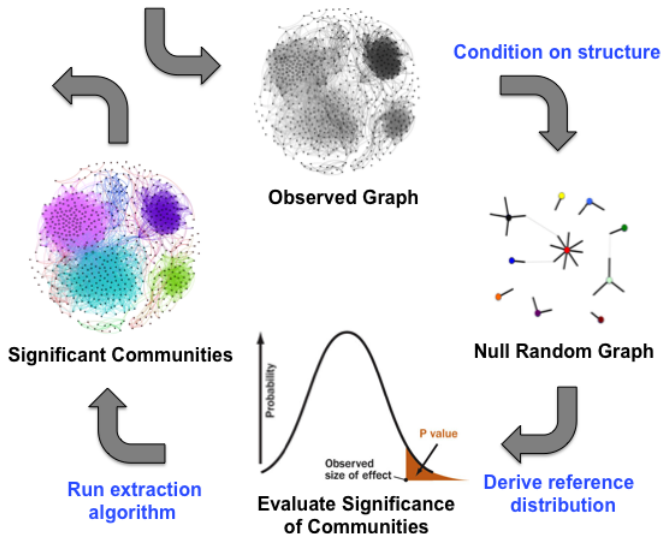 Condition on structure
Observed Graph
Significant Communities
Null Random Graph
Probability
P value
Observed
size of effect
Run extraction
algorithm
Evaluate Significance
of Communities
Derive reference
distribution